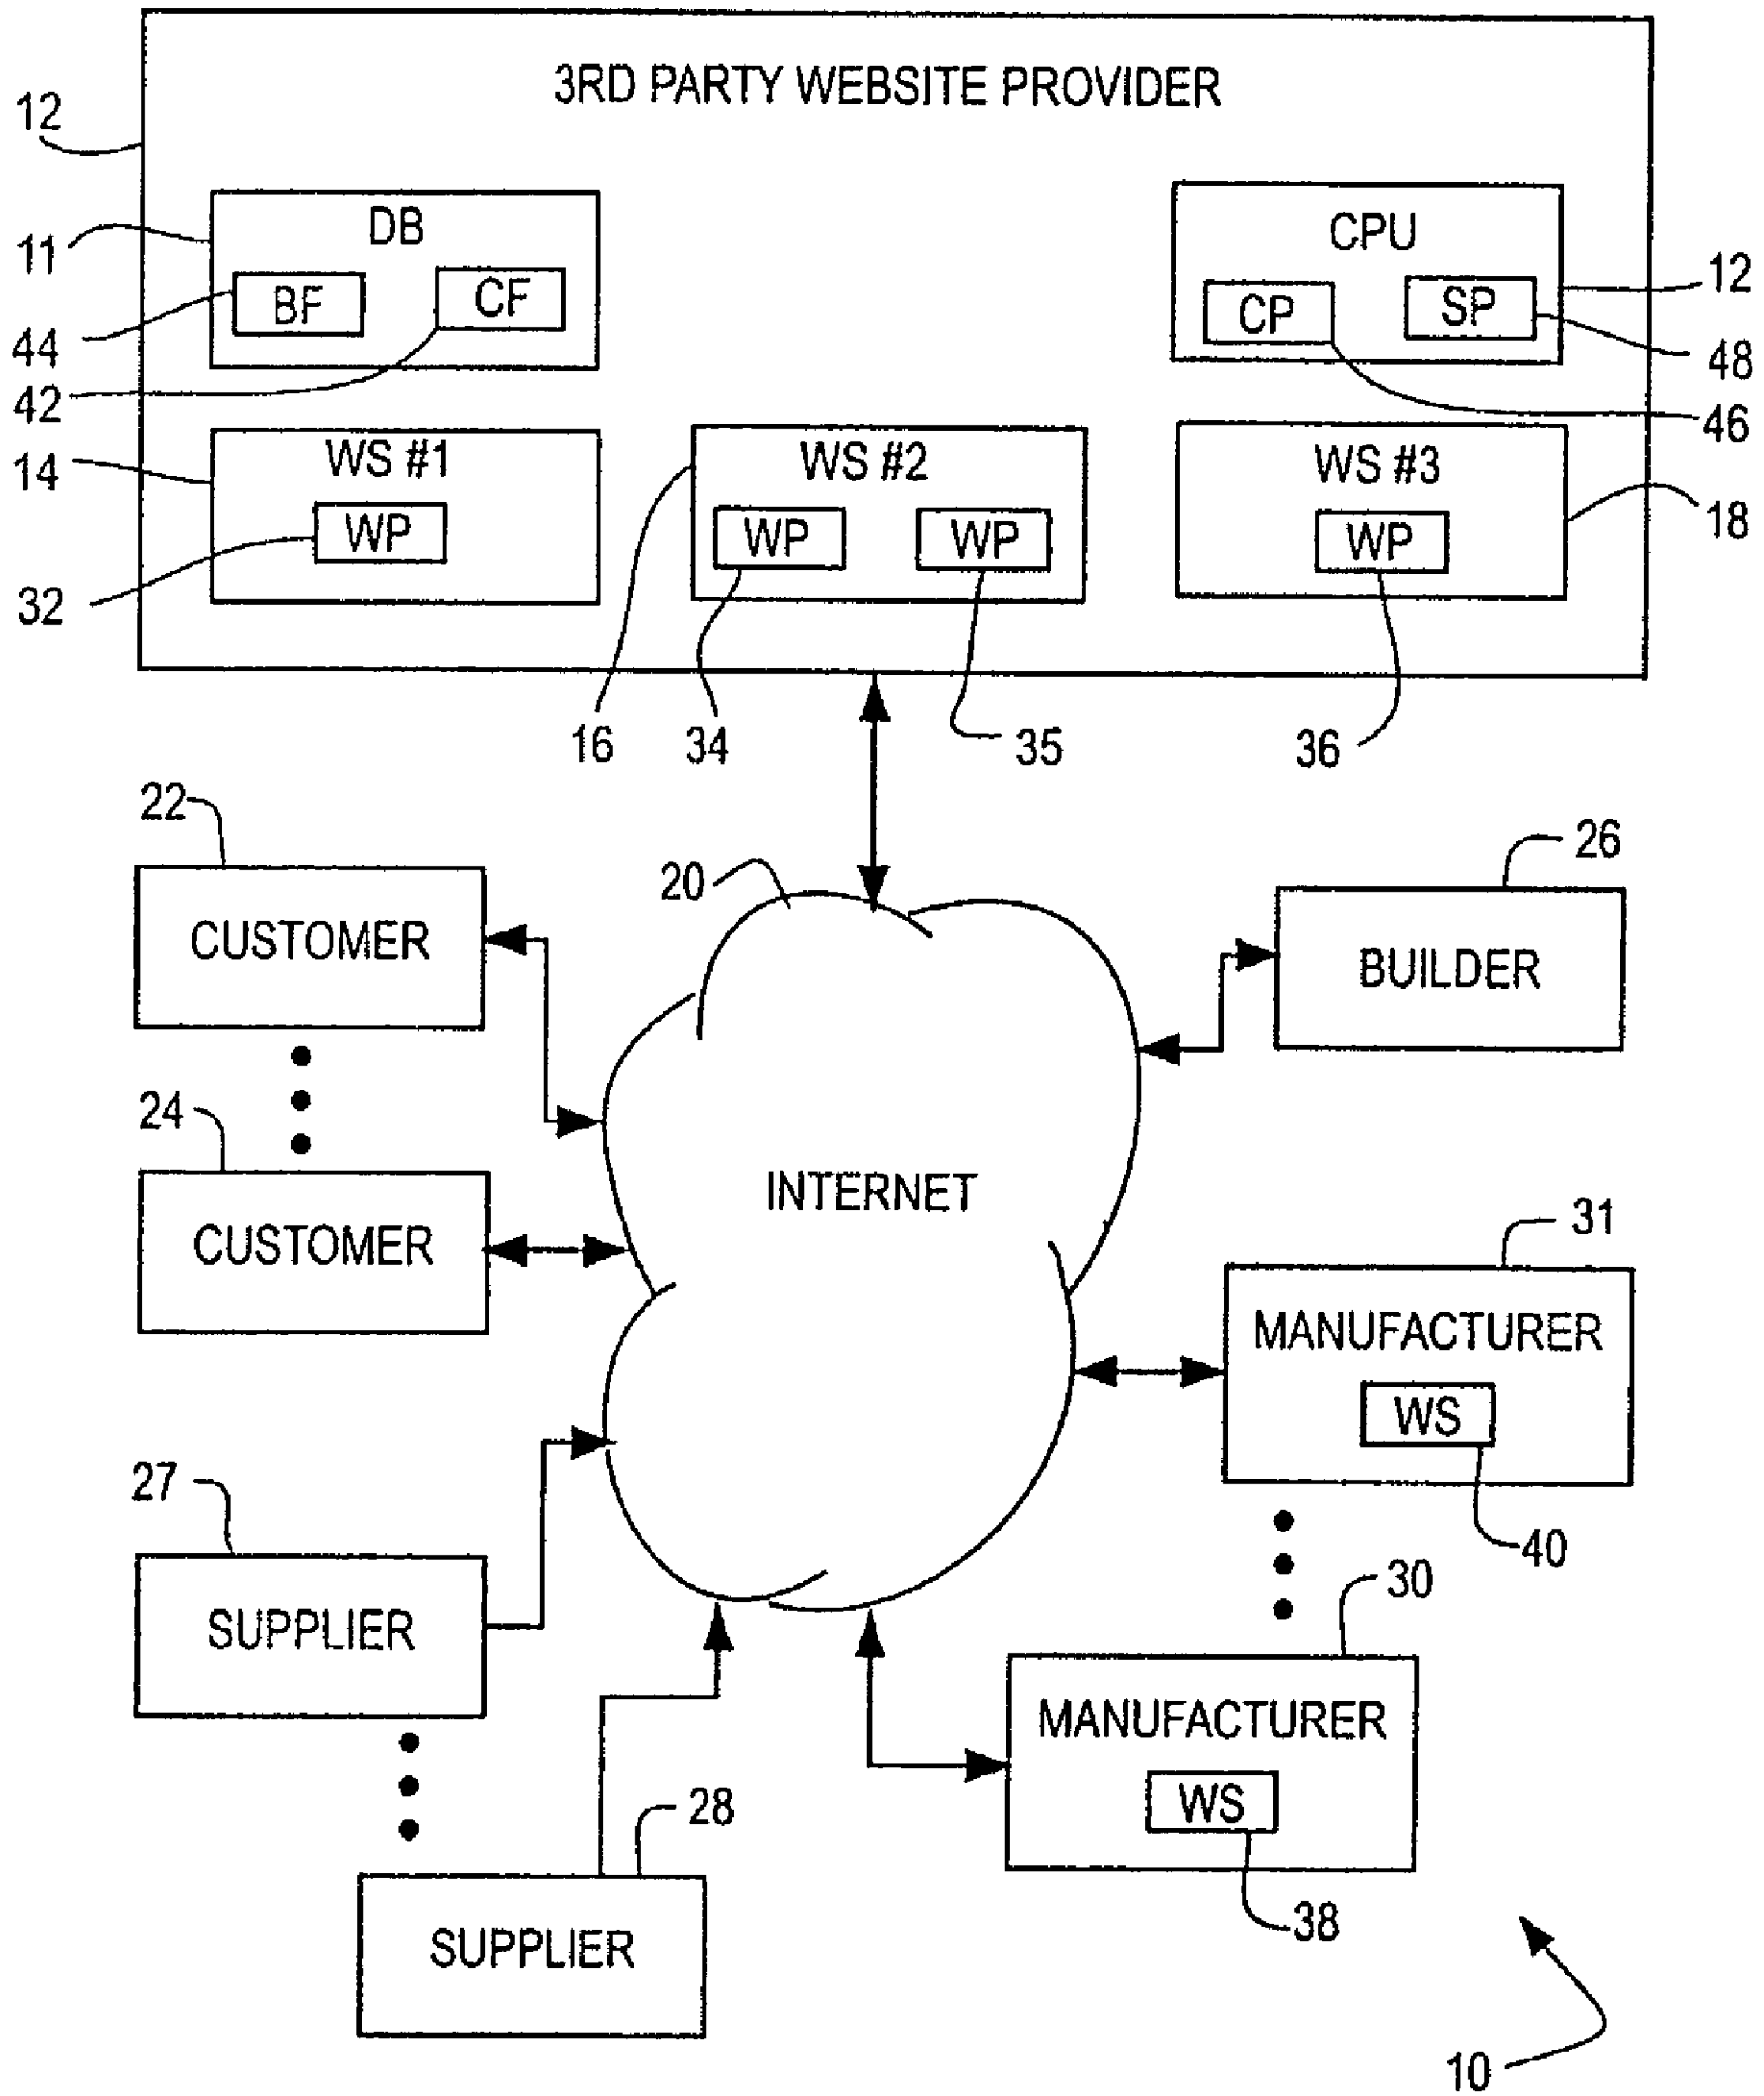 3RD PARTY WEBSITE PROVIDER
12
DB
CPU
11
BF
CF
CP
SP
12
44
48
42
46
WS #1
WS #2
WS #3
14
WP
WP
WP
WP
18
32
16
34
35
36
22
20
26
CUSTOMER
BUILDER
24
INTERNET
CUSTOMER
31
MANUFACTURER
WS
27
40
SUPPLIER
30
MANUFACTURER
WS
28
38
SUPPLIER
10